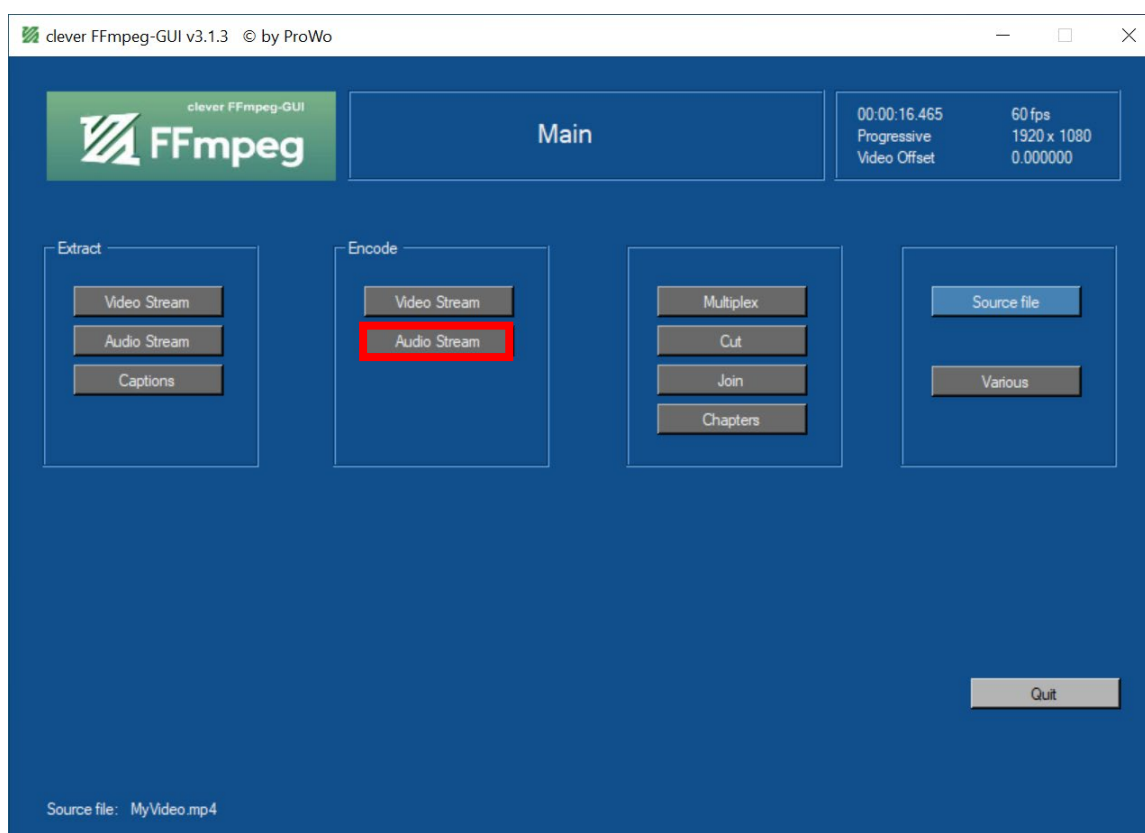 clever FFmpeg-GUI v3.1.3 © by ProWo
clever FFmpeg-GUI
FFmpeg
Main
00:00:16.465 60 fps
Progressive 1920 x 1080
Video Offset 0.000000
Extract
Video Stream
Audio Stream
Captions
Encode
Video Stream
Audio Stream
Multiplex
Cut
Join
Chapters
Source file
Various
Quit
Source file: MyVideo.mp4